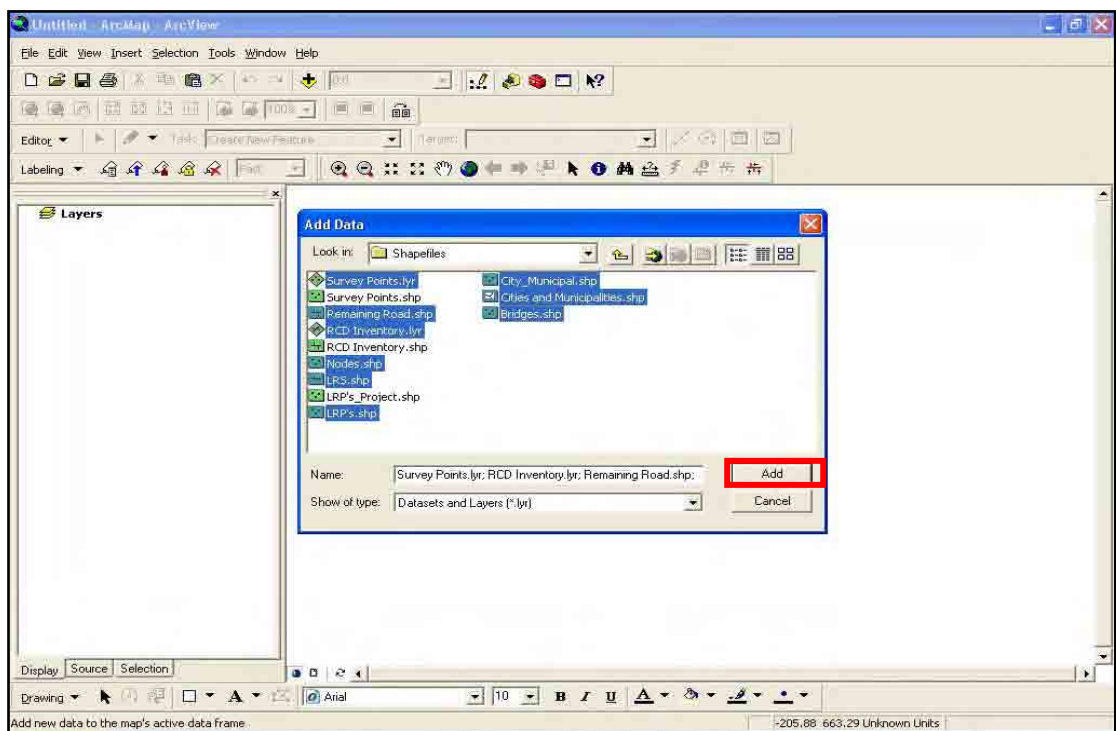 Untitled - ArcMap - ArcView
File Edit View Insert Selection Tools Window Help
100%
Editor Task: Create New Feature Target:
Labeling Fast
Layers
Add Data
Look in: Shapefiles
Survey Points.lyr
Survey Points.shp
Remaining Road.shp
RCD Inventory.lyr
RCD Inventory.shp
Nodes.shp
LRS.shp
LRP's_Project.shp
LRP's.shp
City_Municipal.shp
Cities and Municipalities.shp
Bridges.shp
Name: Survey Points.lyr; RCD Inventory.lyr; Remaining Road.shp; Add
Show of type: Datasets and Layers (*.lyr) Cancel
Display Source Selection
Drawing A Arial 10 B I U A
Add new data to the map's active data frame -205.88 663.29 Unknown Units